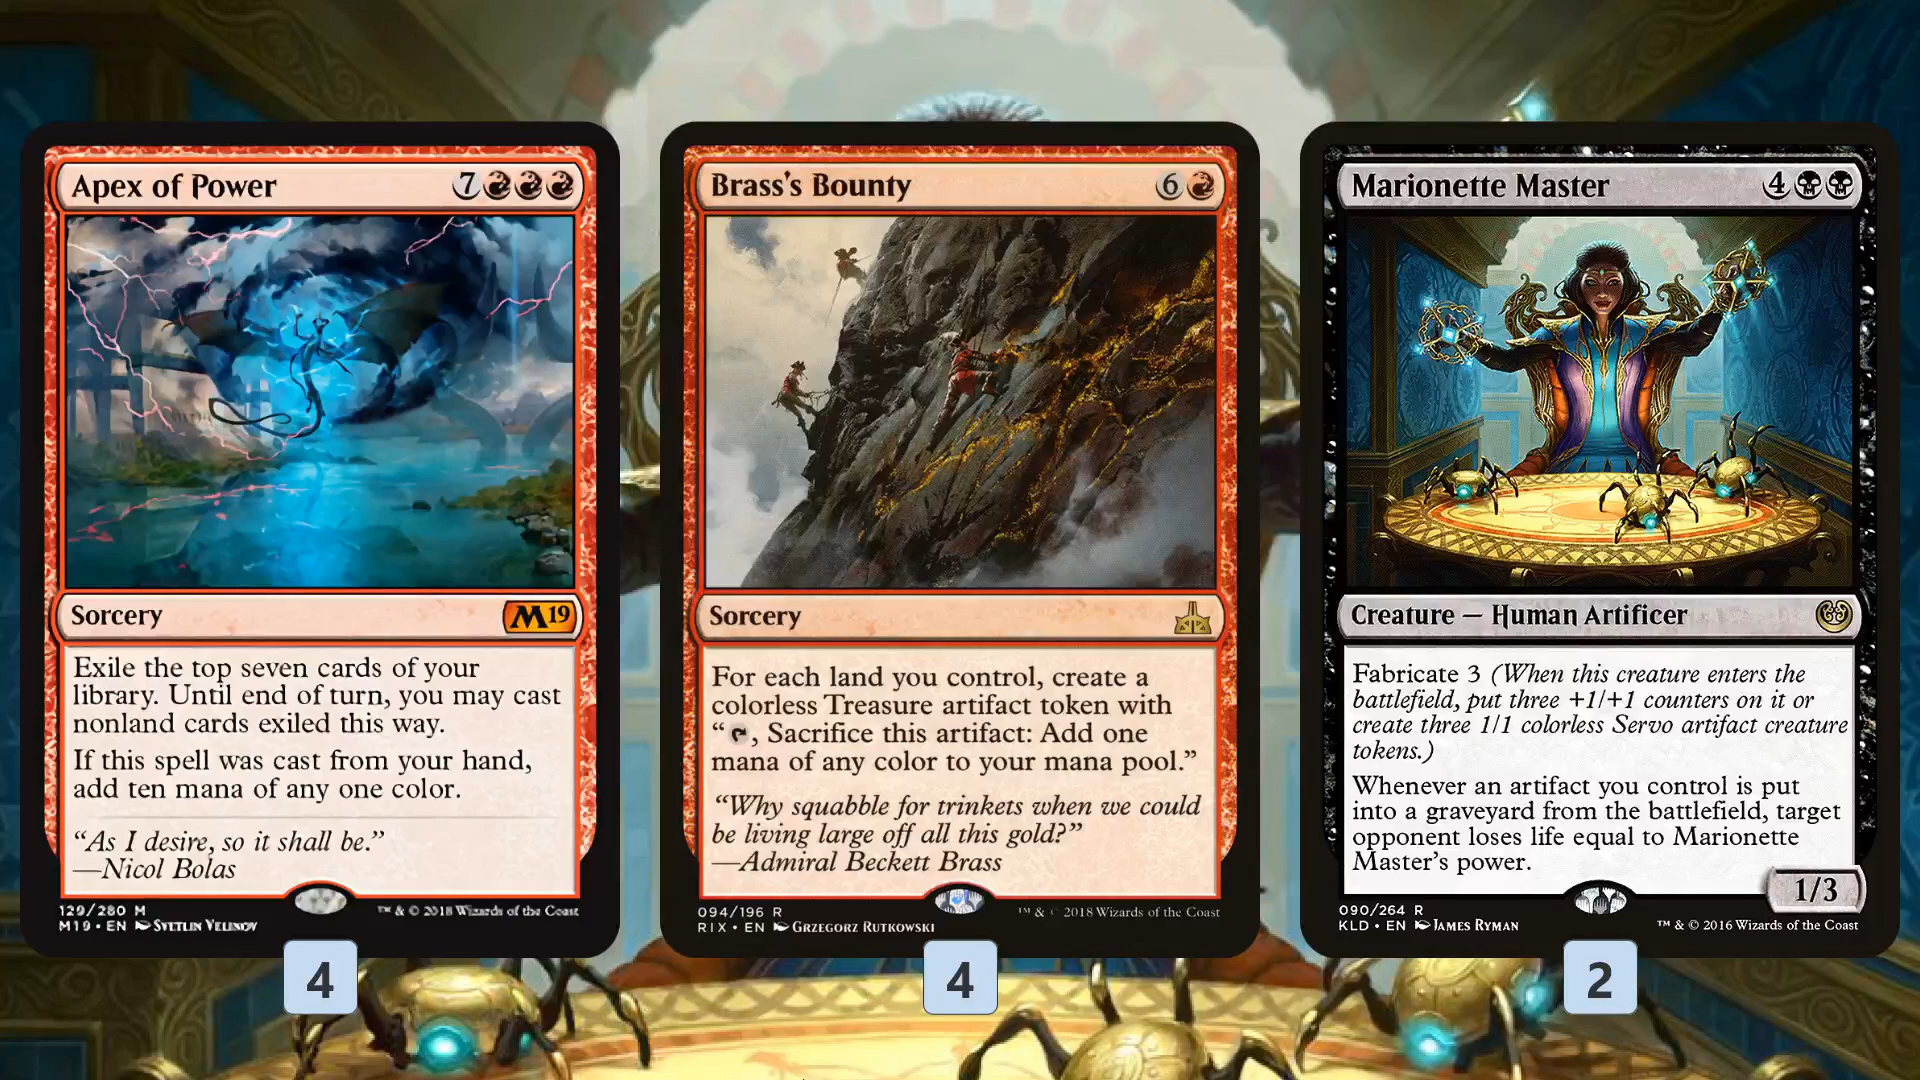 Apex of Power
7
Sorcery
M19
Exile the top seven cards of your
library. Until end of turn, you may cast
nonland cards exiled this way.
If this spell was cast from your hand,
add ten mana of any one color.
“As I desire, so it shall be.”
—Nicol Bolas
129/280 M
M19 • EN Svetlin Velinov
™ & © 2018 Wizards of the Coast
4
Brass's Bounty
6
Sorcery
For each land you control, create a
colorless Treasure artifact token with
“ , Sacrifice this artifact: Add one
mana of any color to your mana pool.”
“Why squabble for trinkets when we could
be living large off all this gold?”
—Admiral Beckett Brass
094/196 R
RIX • EN Grzegorz Rutkowski
™ & © 2018 Wizards of the Coast
4
Marionette Master
4
Creature — Human Artificer
Fabricate 3 (When this creature enters the
battlefield, put three +1/+1 counters on it or
create three 1/1 colorless Servo artifact creature
tokens.)
Whenever an artifact you control is put
into a graveyard from the battlefield, target
opponent loses life equal to Marionette
Master's power.
1/3
090/264 R
KLD • EN James Ryman
™ & © 2016 Wizards of the Coast
2